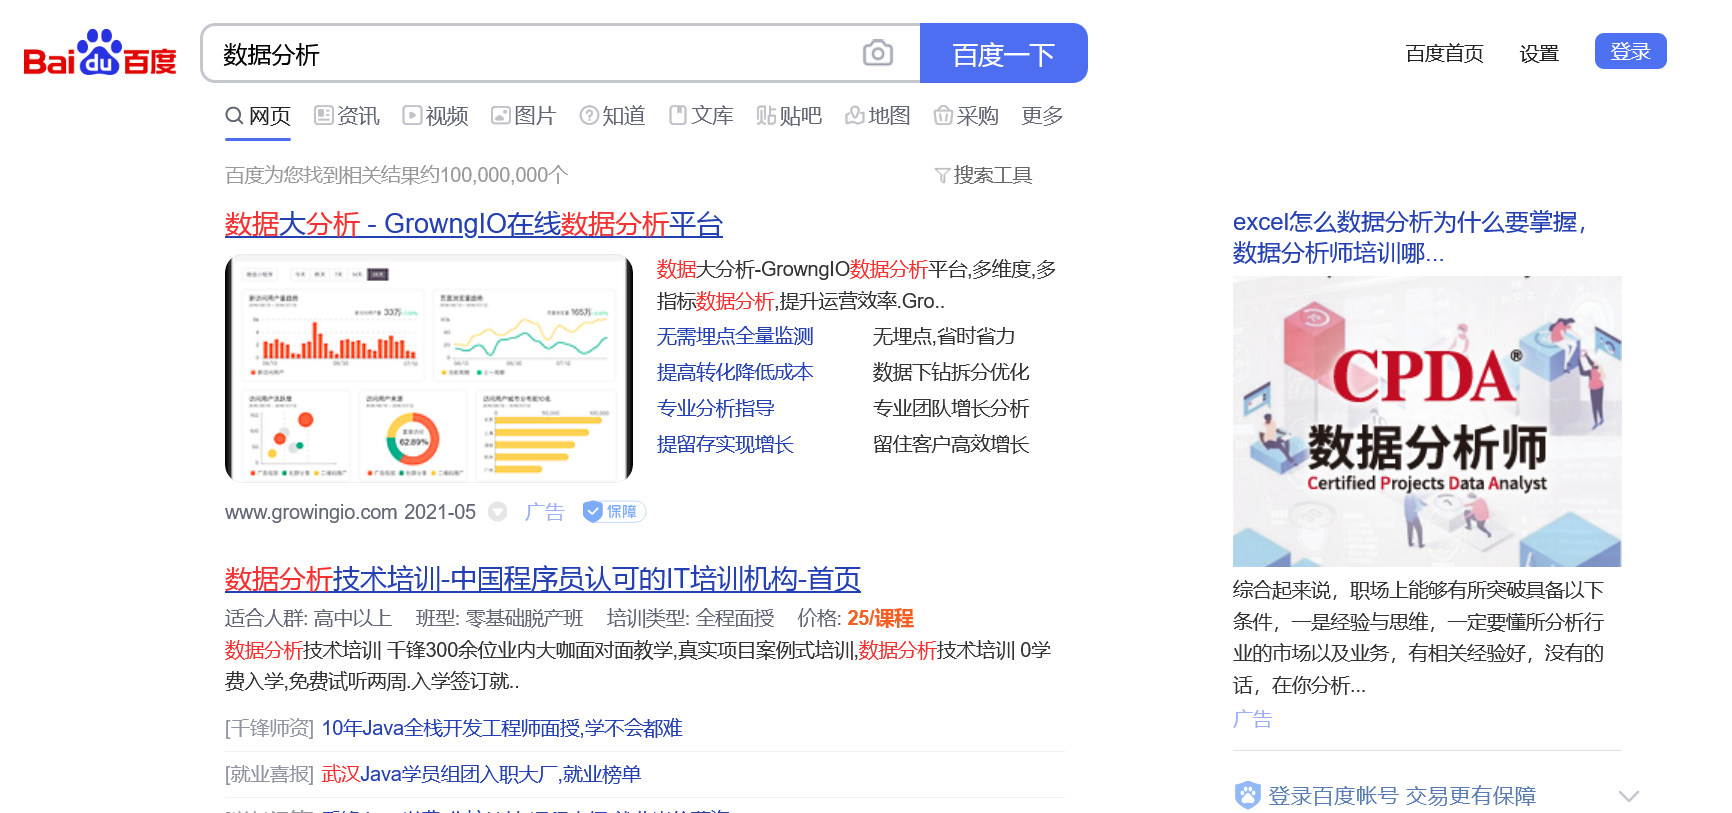 Bai du 百度
数据分析
百度一下
百度首页 设置 登录
网页 资讯 视频 图片 知道 文库 贴吧 地图 采购 更多
百度为您找到相关结果约100,000,000个
搜索工具
数据大分析 - GrowngIO在线数据分析平台
数据大分析-GrowngIO数据分析平台,多维度,多
指标数据分析,提升运营效率.Gro..
无需埋点全量监测 无埋点,省时省力
提高转化降低成本 数据下钻拆分优化
专业分析指导 专业团队增长分析
提留存实现增长 留住客户高效增长
33万
165万
62.89%
www.growingio.com 2021-05 广告 保障
数据分析技术培训-中国程序员认可的IT培训机构-首页
适合人群: 高中以上 班型: 零基础脱产班 培训类型: 全程面授 价格: 25/课程
数据分析技术培训 千锋300余位业内大咖面对面教学,真实项目案例式培训,数据分析技术培训 0学
费入学,免费试听两周.入学签订就..
[千锋师资] 10年Java全栈开发工程师面授,学不会都难
[就业喜报] 武汉Java学员组团入职大厂,就业榜单
excel怎么数据分析为什么要掌握，
数据分析师培训哪...
CPDA®
数据分析师
Certified Projects Data Analyst
综合起来说，职场上能够有所突破具备以下
条件，一是经验与思维，一定要懂所分析行
业的市场以及业务，有相关经验好，没有的
话，在你分析...
广告
登录百度帐号 交易更有保障